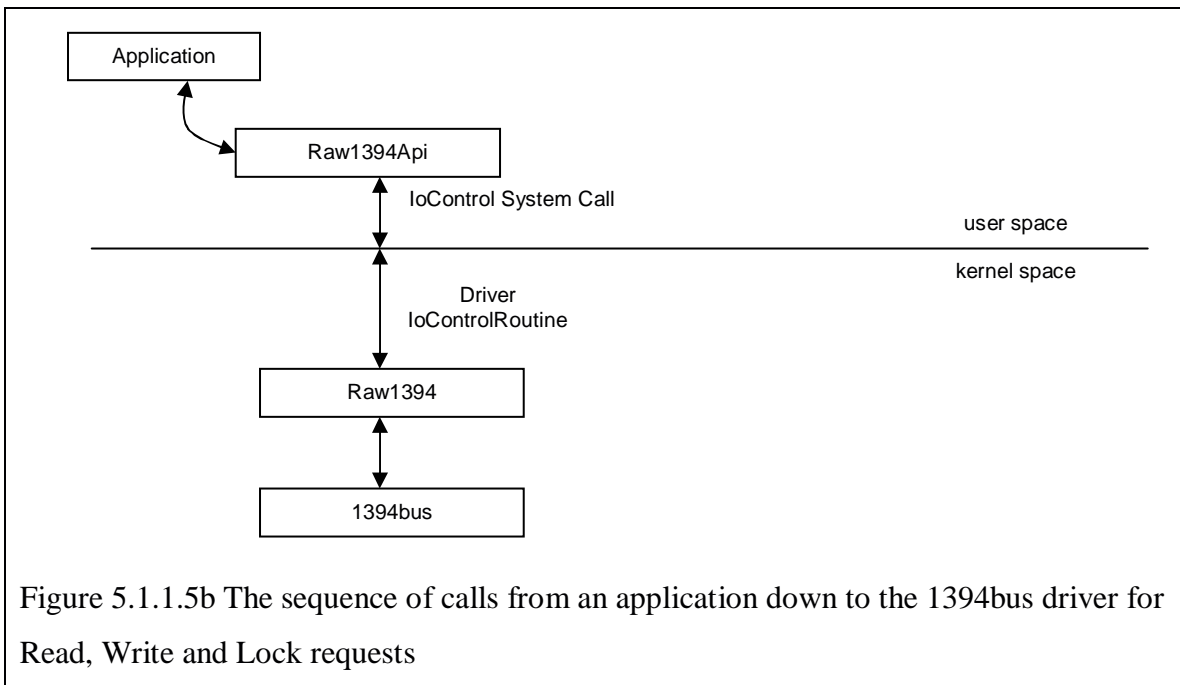 Application
Raw1394Api
IoControl System Call
user space
kernel space
Driver
IoControlRoutine
Raw1394
1394bus
Figure 5.1.1.5b The sequence of calls from an application down to the 1394bus driver for
Read, Write and Lock requests